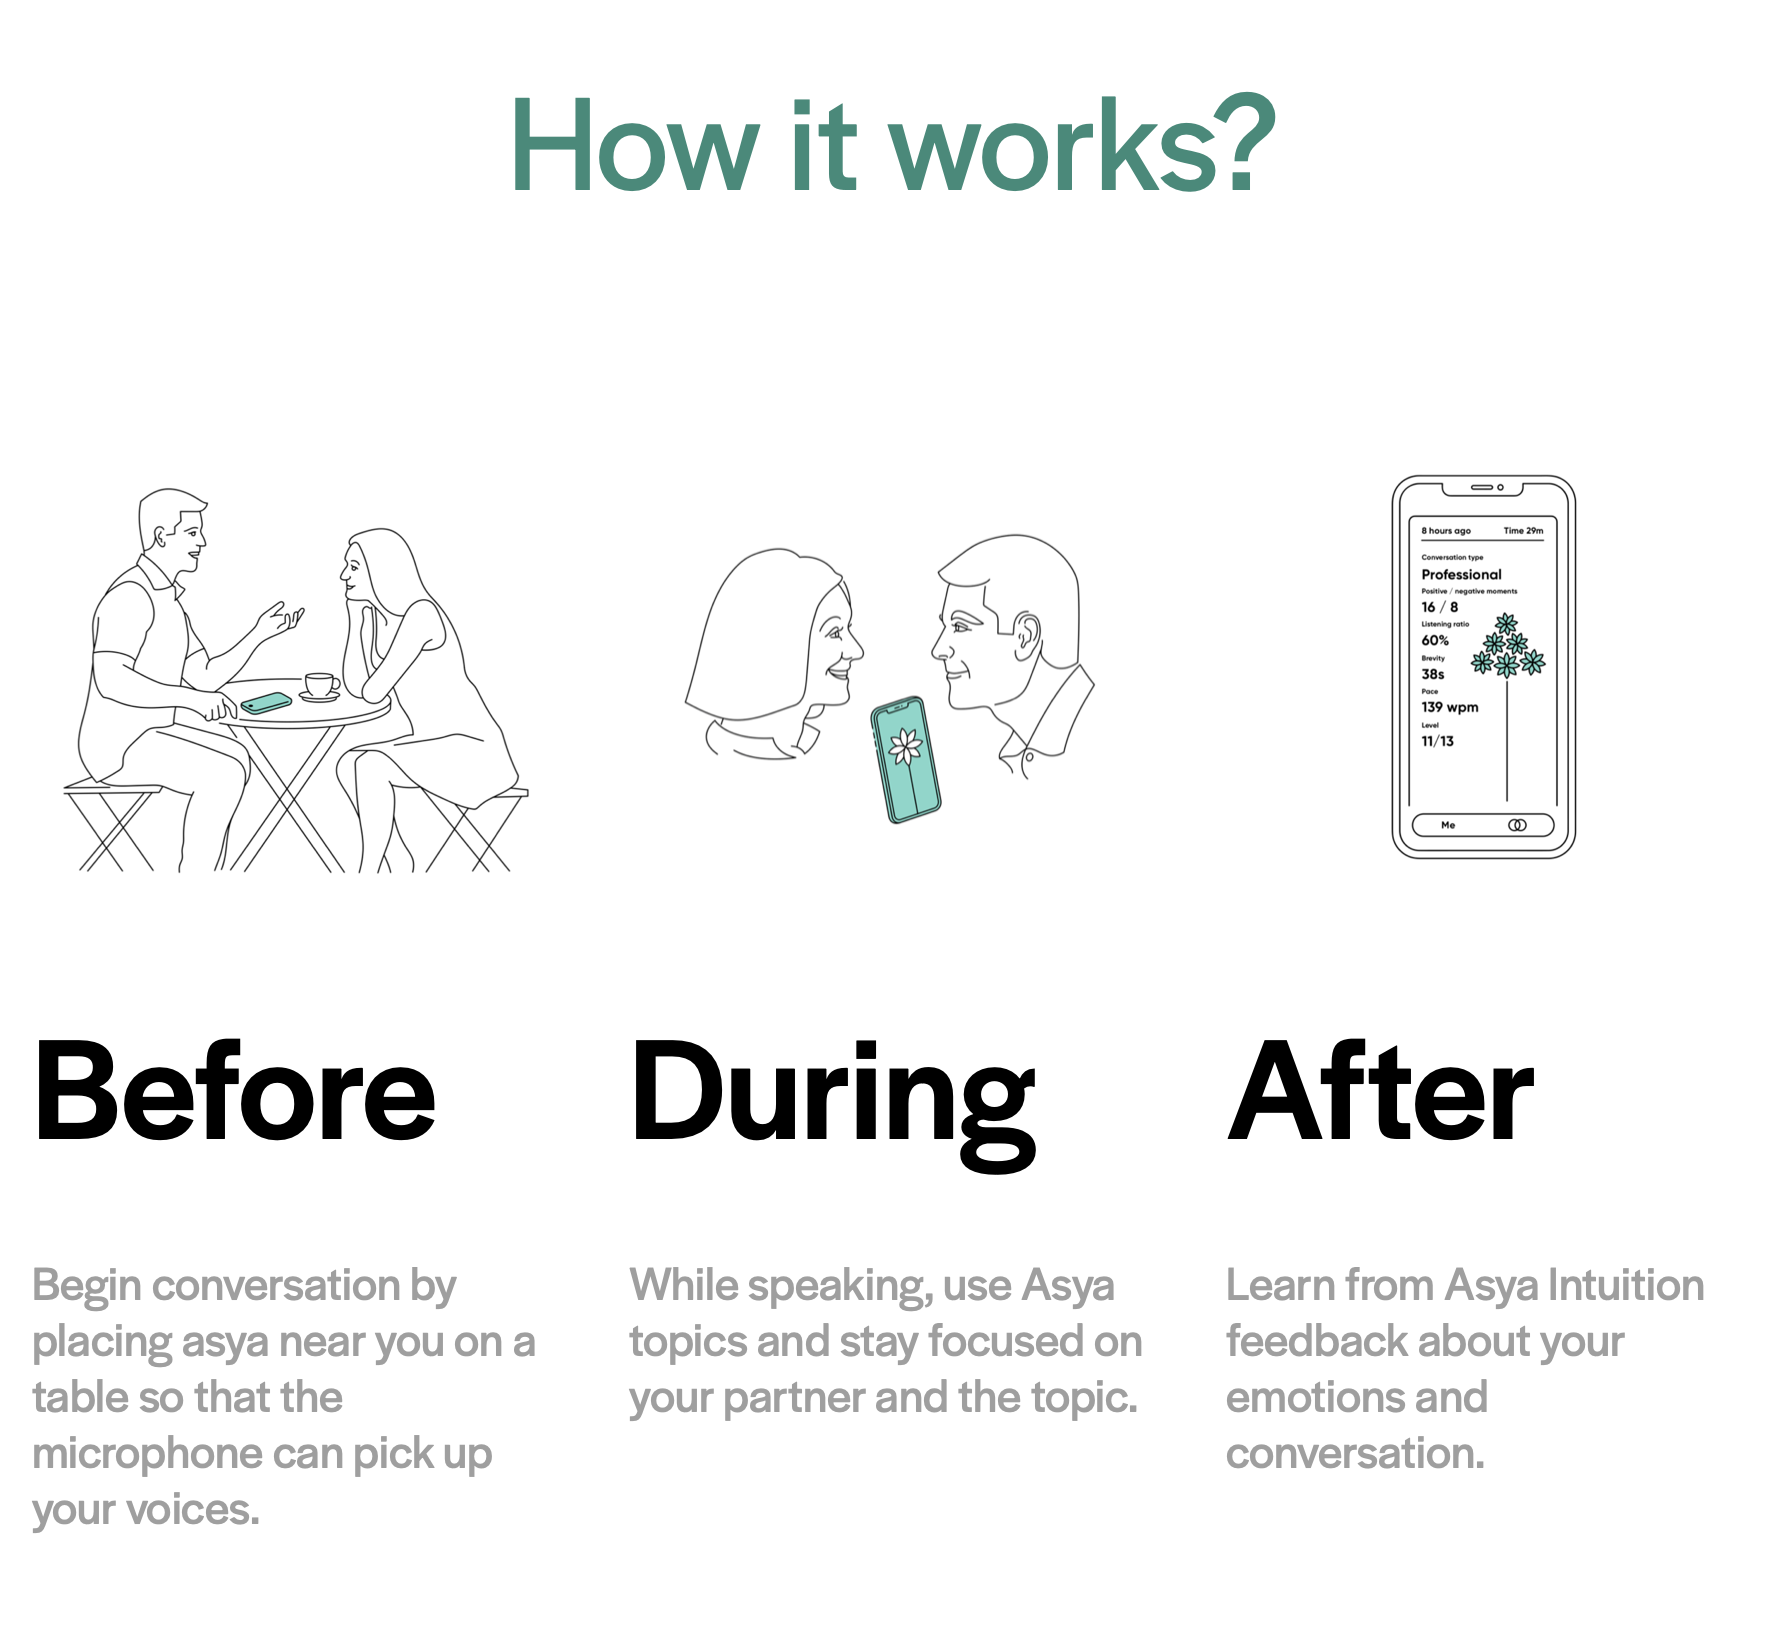 How it works?
8 hours ago Time 29m
Conversation type
Professional
Positive / negative moments
16 / 8
Listening ratio
60%
Brevity
38s
Pace
139 wpm
Level
11/13
Me
Before
Begin conversation by
placing asya near you on a
table so that the
microphone can pick up
your voices.
During
While speaking, use Asya
topics and stay focused on
your partner and the topic.
After
Learn from Asya Intuition
feedback about your
emotions and
conversation.